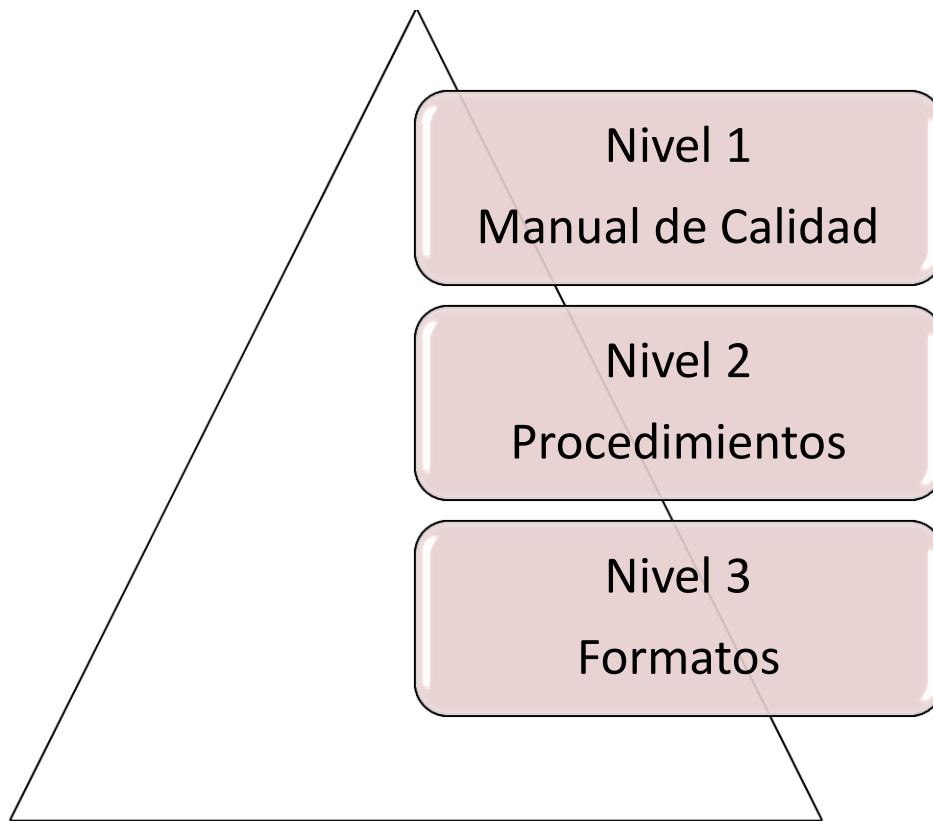 Nivel 1
Manual de Calidad
Nivel 2
Procedimientos
Nivel 3
Formatos